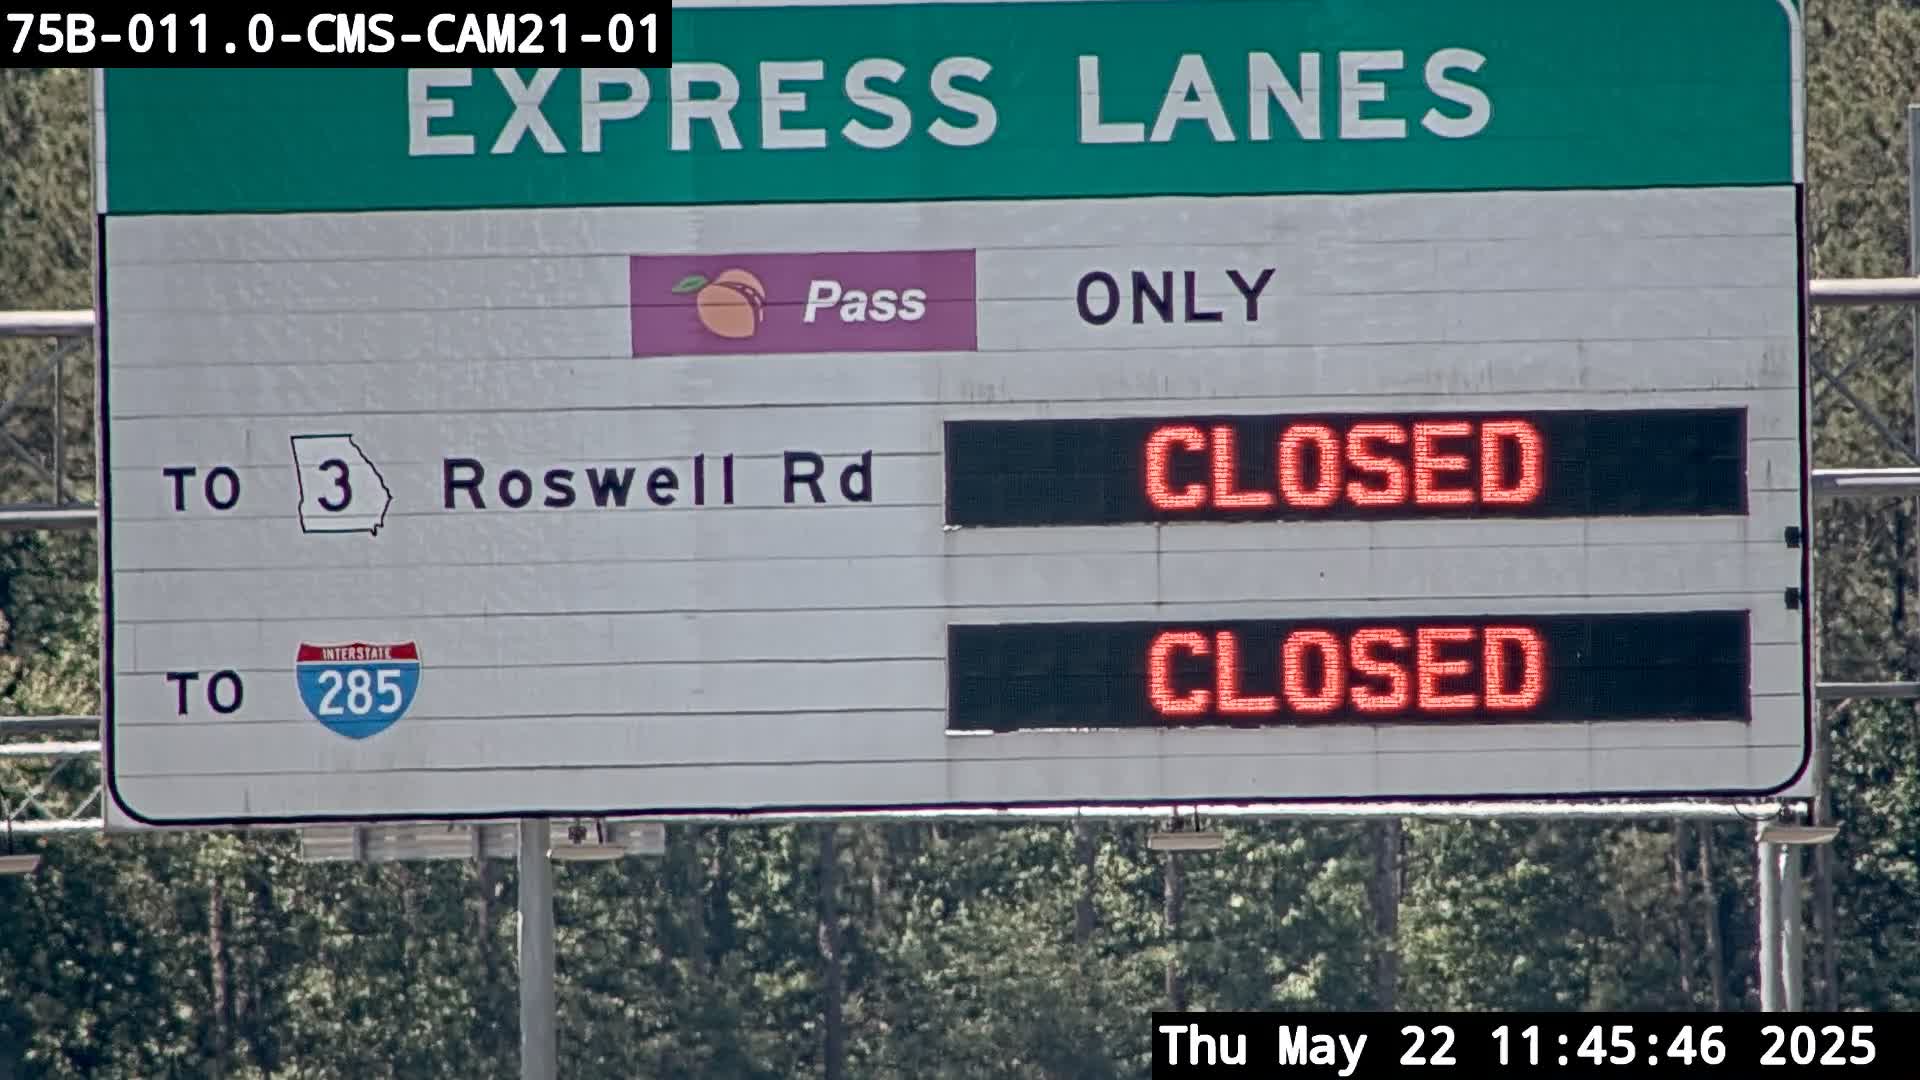 75B-011.0-CMS-CAM21-01
EXPRESS LANES
Pass ONLY
TO 3 Roswell Rd CLOSED
TO INTERSTATE 285 CLOSED
Thu May 22 11:45:46 2025